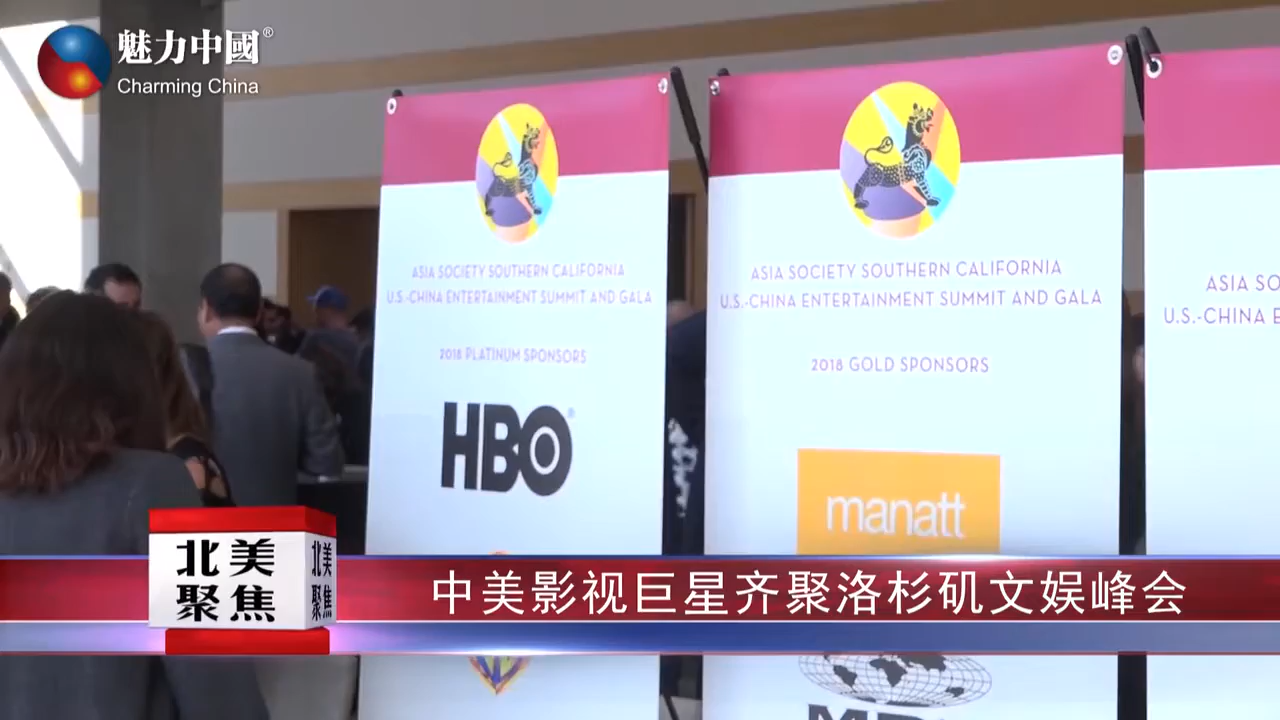 魅力中國®
Charming China
ASIA SOCIETY SOUTHERN CALIFORNIA
U.S.-CHINA ENTERTAINMENT SUMMIT AND GALA
2018 PLATINUM SPONSORS
HBO®
ASIA SOCIETY SOUTHERN CALIFORNIA
U.S.-CHINA ENTERTAINMENT SUMMIT AND GALA
2018 GOLD SPONSORS
manatt
ASIA SO
U.S.-CHINA E
北美
聚焦
北美
聚焦
中美影视巨星齐聚洛杉矶文娱峰会